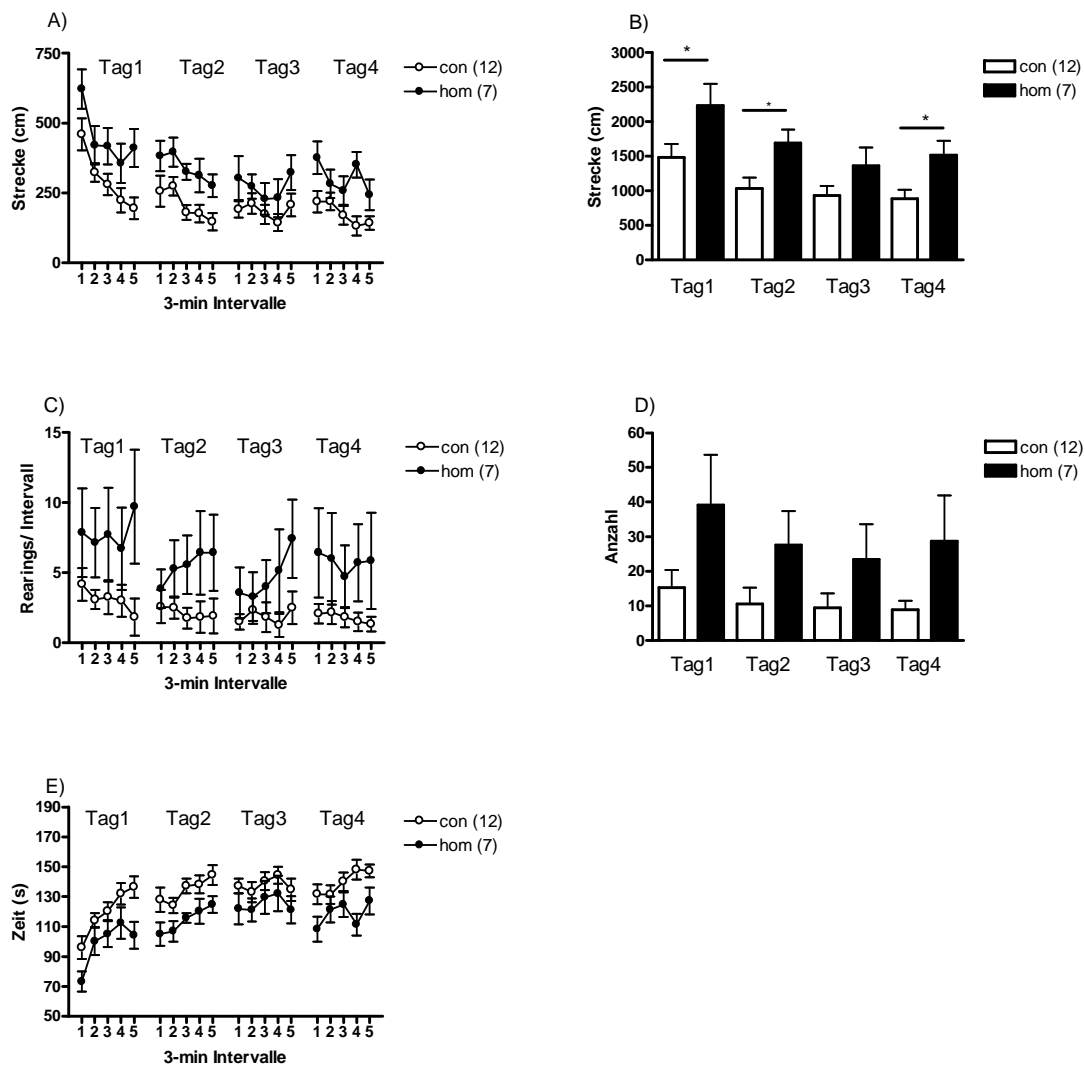 A)
Tag1 Tag2 Tag3 Tag4
con (12)
hom (7)
750
500
250
0
Strecke (cm)
1 2 3 4 5 1 2 3 4 5 1 2 3 4 5 1 2 3 4 5
3-min Intervalle
B)
con (12)
hom (7)
3000
2500
2000
1500
1000
500
0
Strecke (cm)
* * *
Tag1 Tag2 Tag3 Tag4
C)
Tag1 Tag2 Tag3 Tag4
con (12)
hom (7)
15
10
5
0
Rearings/ Intervall
1 2 3 4 5 1 2 3 4 5 1 2 3 4 5 1 2 3 4 5
3-min Intervalle
D)
con (12)
hom (7)
60
50
40
30
20
10
0
Anzahl
Tag1 Tag2 Tag3 Tag4
E)
Tag1 Tag2 Tag3 Tag4
con (12)
hom (7)
190
170
150
130
110
90
70
50
Zeit (s)
1 2 3 4 5 1 2 3 4 5 1 2 3 4 5 1 2 3 4 5
3-min Intervalle